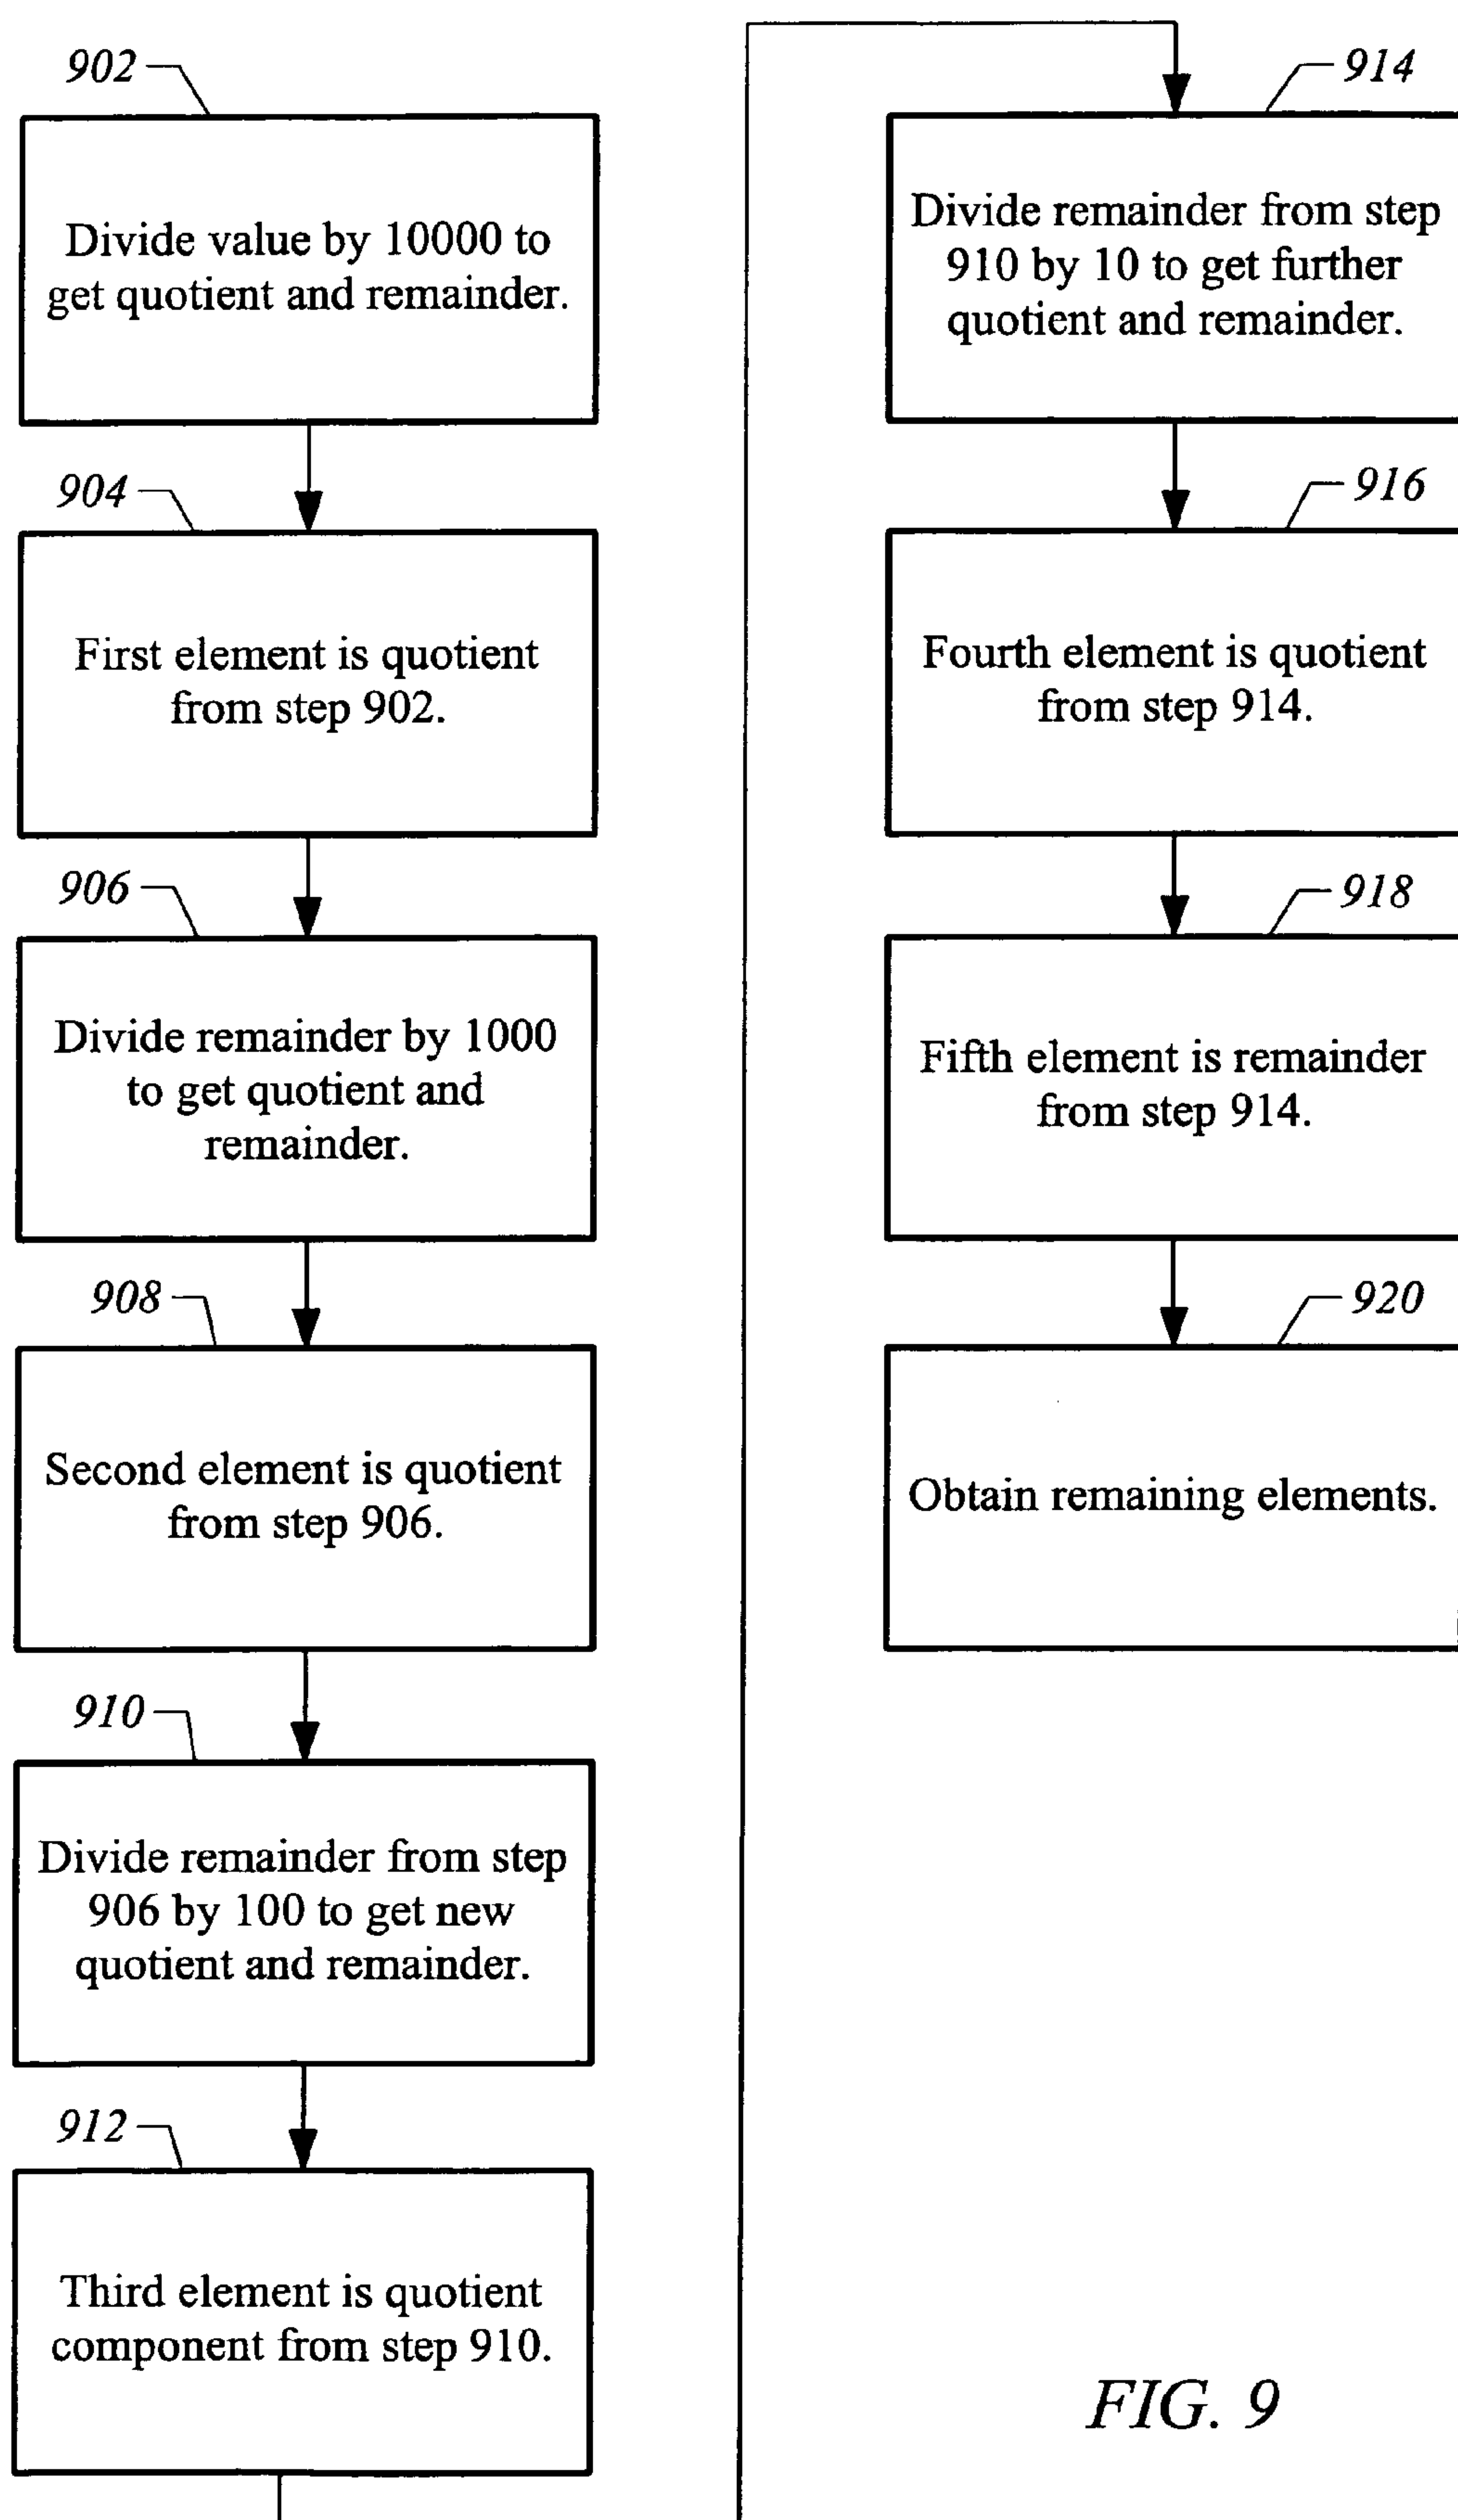 902
Divide value by 10000 to
get quotient and remainder.
904
First element is quotient
from step 902.
906
Divide remainder by 1000
to get quotient and
remainder.
908
Second element is quotient
from step 906.
910
Divide remainder from step
906 by 100 to get new
quotient and remainder.
912
Third element is quotient
component from step 910.
914
Divide remainder from step
910 by 10 to get further
quotient and remainder.
916
Fourth element is quotient
from step 914.
918
Fifth element is remainder
from step 914.
920
Obtain remaining elements.
FIG. 9